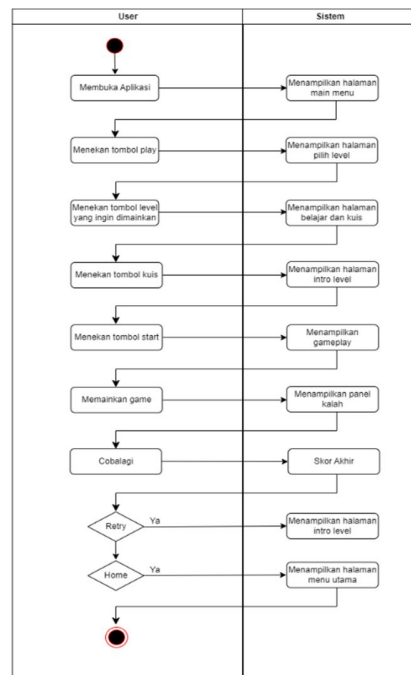 User
Sistem
Membuka Aplikasi
Menampilkan halaman
main menu
Menekan tombol play
Menampilkan halaman
pilih level
Menekan tombol level
yang ingin dimainkan
Menampilkan halaman
belajar dan kuis
Menekan tombol kuis
Menampilkan halaman
intro level
Menekan tombol start
Menampilkan
gameplay
Memainkan game
Menampilkan panel
kalah
Cobalagi
Skor Akhir
Retry
Ya
Menampilkan halaman
intro level
Home
Ya
Menampilkan halaman
menu utama